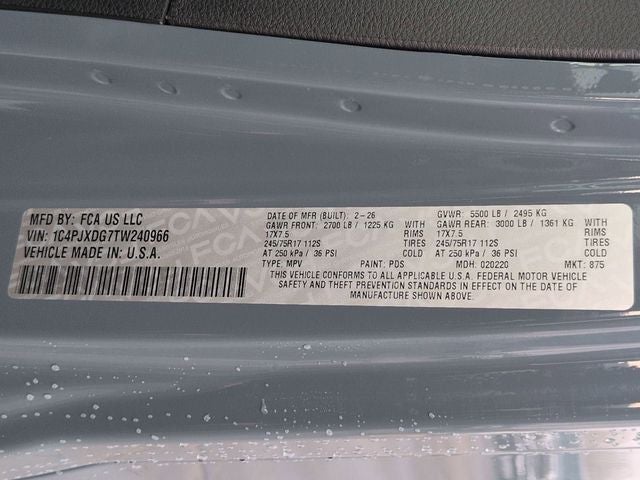 MFD BY: FCA US LLC
VIN: 1C4PJXDG7TW240966
VEHICLE MADE IN: U.S.A.
DATE OF MFR (BUILT): 2-26 GVWR: 5500 LB / 2495 KG
GAWR FRONT: 2700 LB / 1225 KG WITH GAWR REAR: 3000 LB / 1361 KG WITH
17X7.5 RIMS 17X7.5 RIMS
245/75R17 112S TIRES 245/75R17 112S TIRES
AT 250 kPa / 36 PSI COLD AT 250 kPa / 36 PSI COLD
TYPE: MPV PAINT: PDS MDH: 020220 MKT: 875
THIS VEHICLE CONFORMS TO ALL APPLICABLE U.S.A. FEDERAL MOTOR VEHICLE
SAFETY AND THEFT PREVENTION STANDARDS IN EFFECT ON THE DATE OF
MANUFACTURE SHOWN ABOVE.